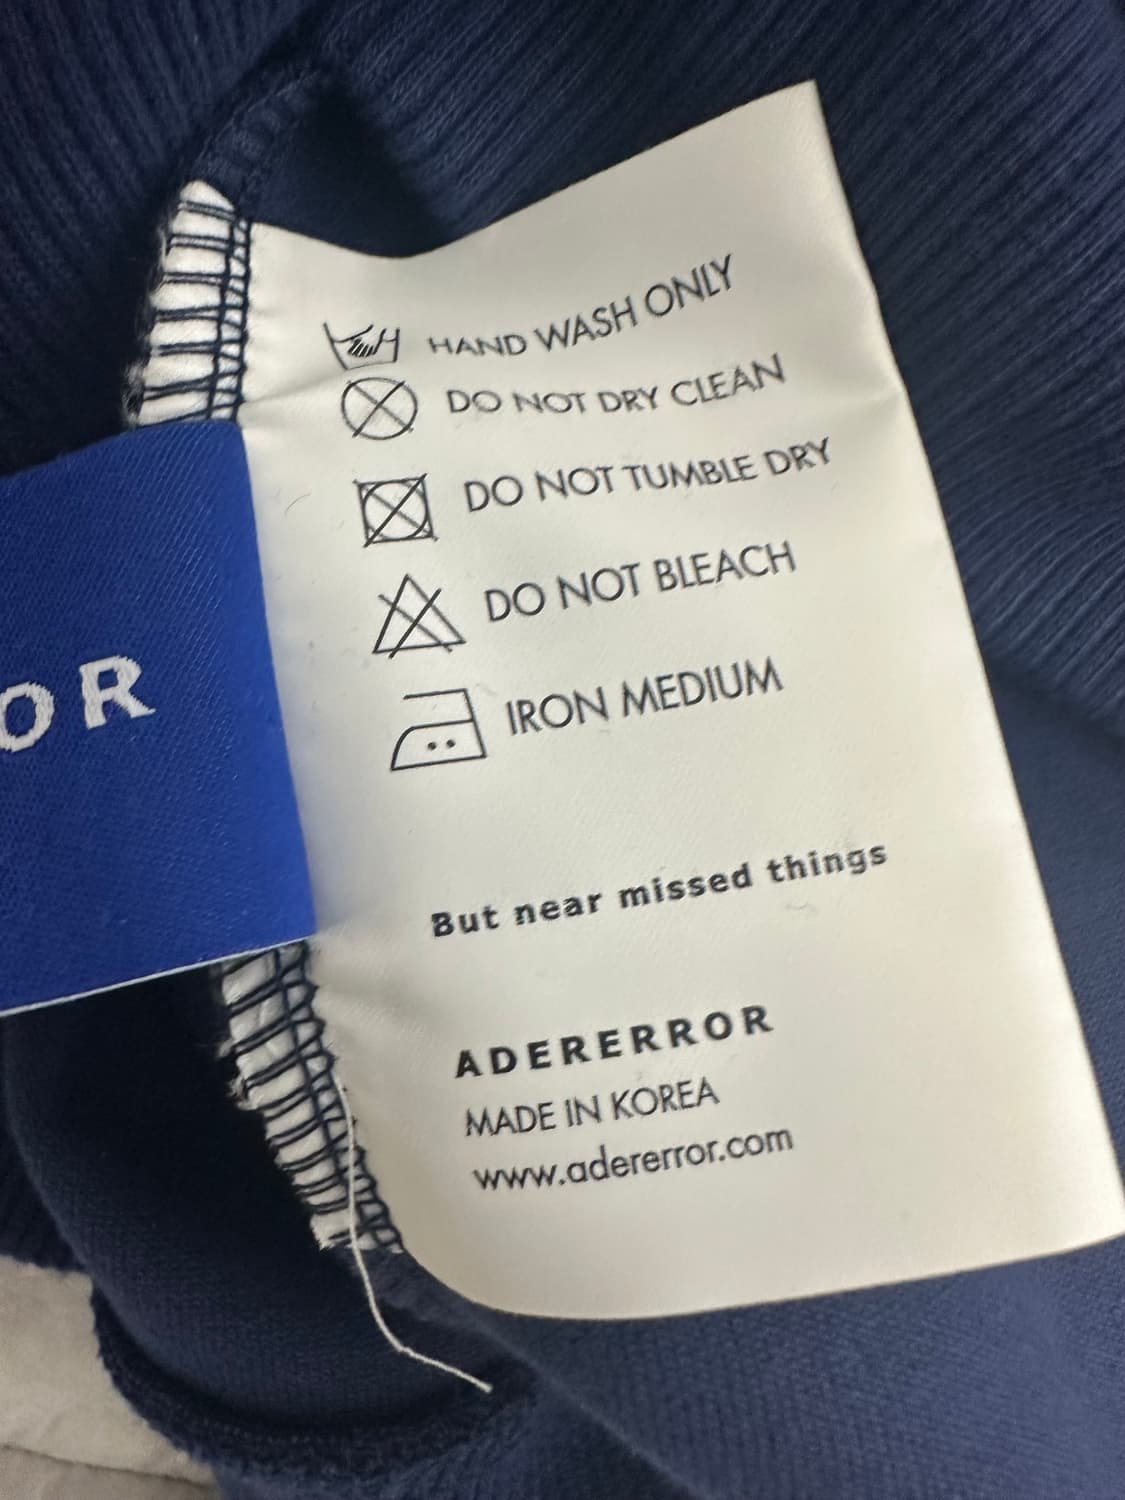 HAND WASH ONLY
DO NOT DRY CLEAN
DO NOT TUMBLE DRY
DO NOT BLEACH
IRON MEDIUM
But near missed things
ADERERROR
MADE IN KOREA
www.adererror.com
OR